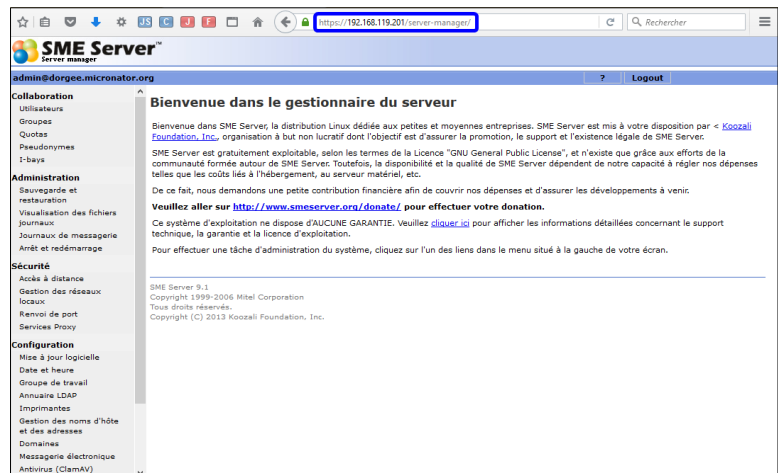 JS C J F
https://192.168.119.201/server-manager/
Rechercher
SME Server™
Server manager
admin@dorgee.micronator.org
? Logout
Collaboration
Utilisateurs
Groupes
Quotas
Pseudonymes
I-bays
Administration
Sauvegarde et
restauration
Visualisation des fichiers
journaux
Journaux de messagerie
Arrêt et redémarrage
Sécurité
Accès à distance
Gestion des réseaux
locaux
Renvoi de port
Services Proxy
Configuration
Mise à jour logicielle
Date et heure
Groupe de travail
Annuaire LDAP
Imprimantes
Gestion des noms d'hôte
et des adresses
Domaines
Messagerie électronique
Antivirus (ClamAV)
Bienvenue dans le gestionnaire du serveur
Bienvenue dans SME Server, la distribution Linux dédiée aux petites et moyennes entreprises. SME Server est mis à votre disposition par < Koozali
Foundation, Inc., organisation à but non lucratif dont l'objectif est d'assurer la promotion, le support et l'existence légale de SME Server.
SME Server est gratuitement exploitable, selon les termes de la Licence "GNU General Public License", et n'existe que grâce aux efforts de la
communauté formée autour de SME Server. Toutefois, la disponibilité et la qualité de SME Server dépendent de notre capacité à régler nos dépenses
telles que les coûts liés à l'hébergement, au serveur matériel, etc.
De ce fait, nous demandons une petite contribution financière afin de couvrir nos dépenses et d'assurer les développements à venir.
Veuillez aller sur http://www.smeserver.org/donate/ pour effectuer votre donation.
Ce système d'exploitation ne dispose d'AUCUNE GARANTIE. Veuillez cliquer ici pour afficher les informations détaillées concernant le support
technique, la garantie et la licence d'exploitation.
Pour effectuer une tâche d'administration du système, cliquez sur l'un des liens dans le menu situé à la gauche de votre écran.
SME Server 9.1
Copyright 1999-2006 Mitel Corporation
Tous droits réservés.
Copyright (C) 2013 Koozali Foundation, Inc.